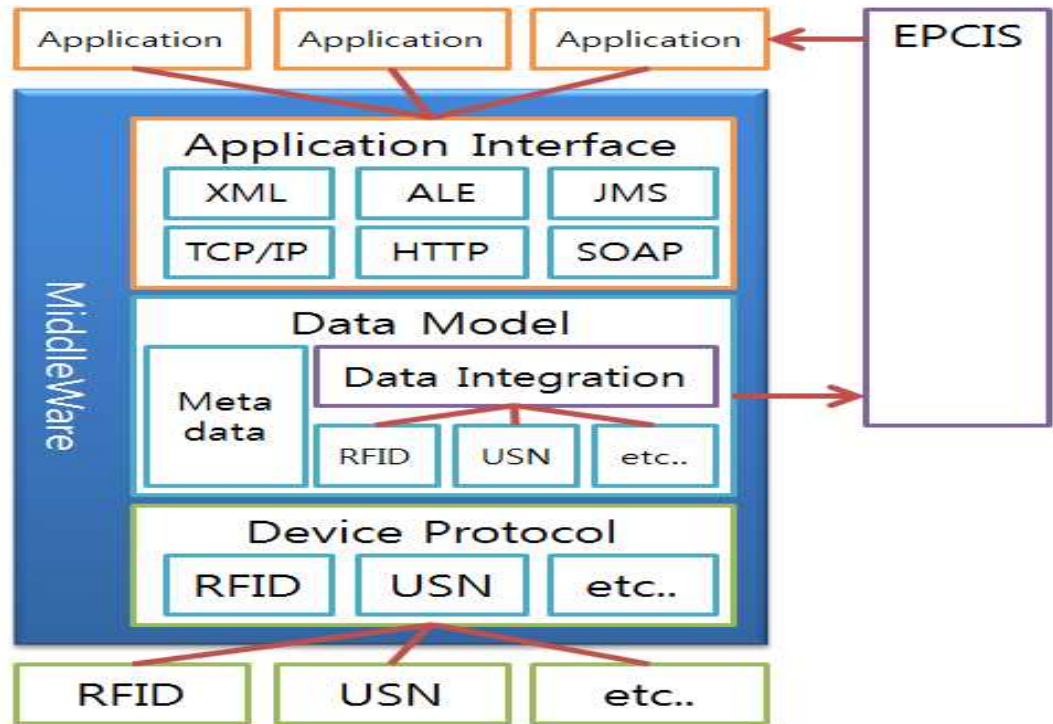 Application
Application
Application
EPCIS
MiddleWare
Application Interface
XML
ALE
JMS
TCP/IP
HTTP
SOAP
Data Model
Meta
data
Data Integration
RFID
USN
etc..
Device Protocol
RFID
USN
etc..
RFID
USN
etc..